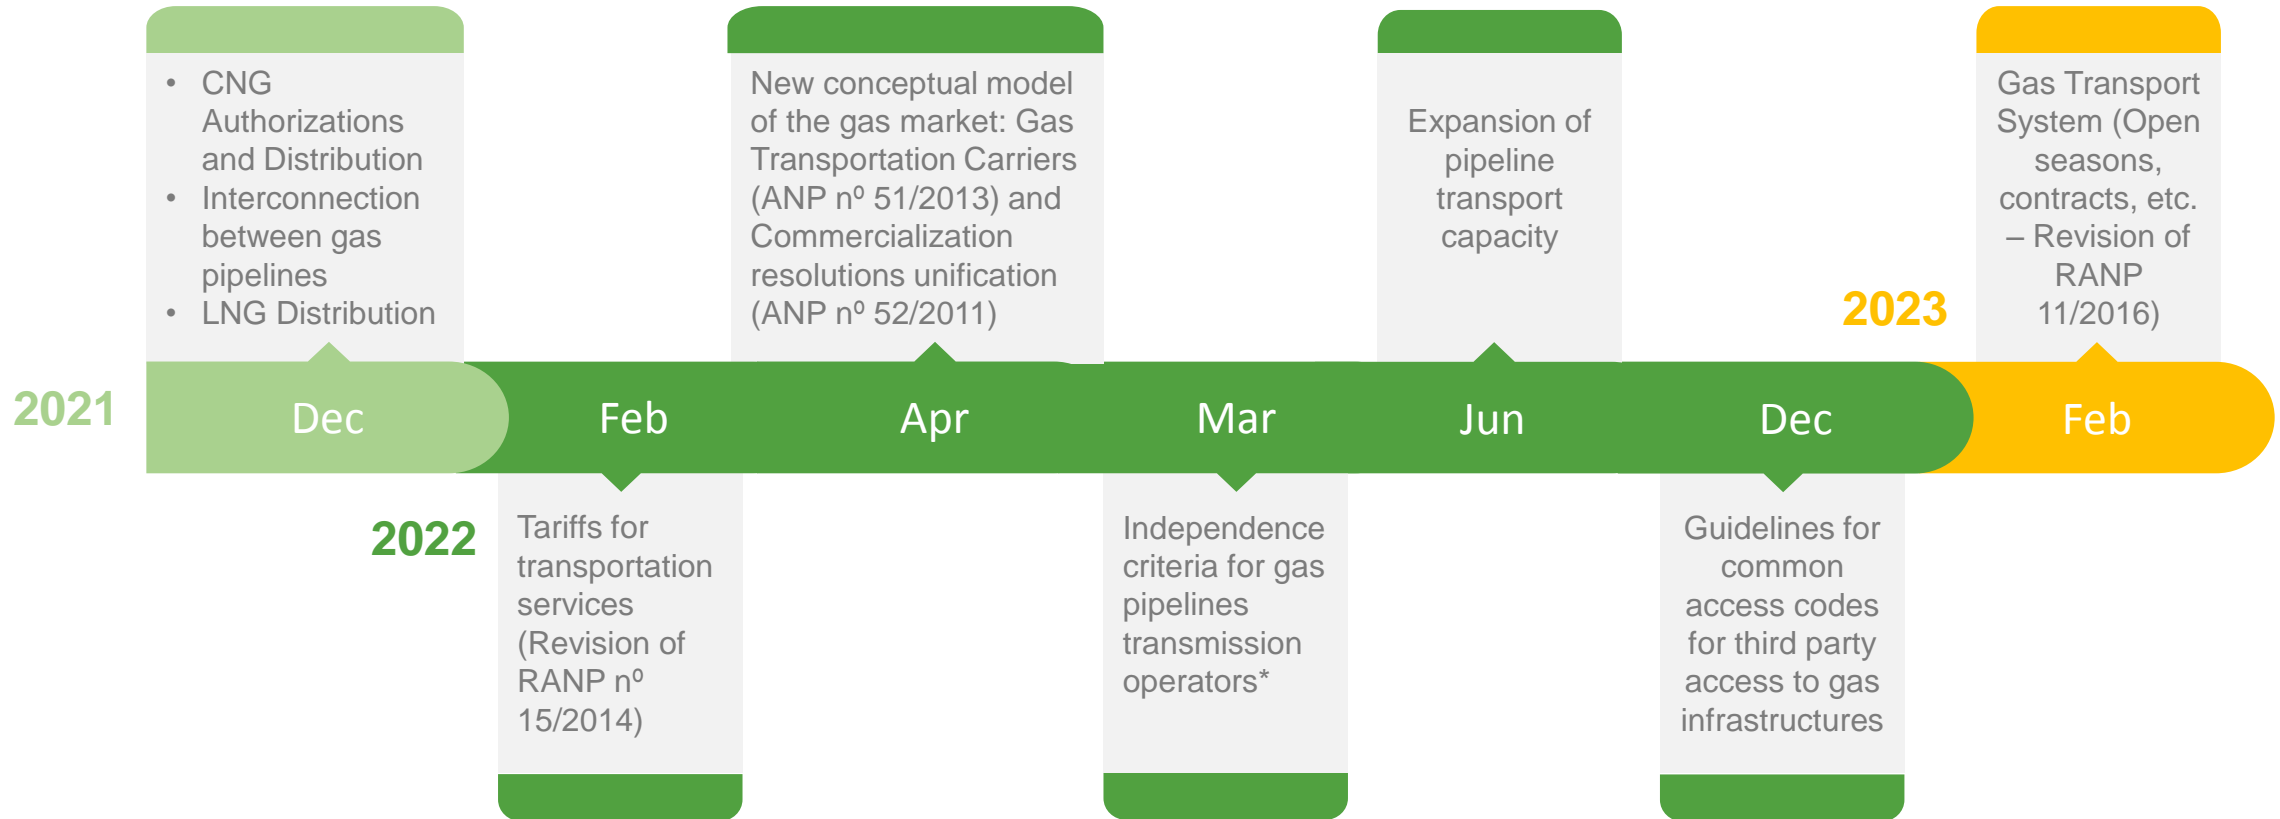 • CNG
Authorizations
and Distribution
• Interconnection
between gas
pipelines
• LNG Distribution
New conceptual model
of the gas market: Gas
Transportation Carriers
(ANP nº 51/2013) and
Commercialization
resolutions unification
(ANP nº 52/2011)
Expansion of
pipeline
transport
capacity
Gas Transport
System (Open
seasons,
contracts, etc.
– Revision of
RANP
11/2016)
2023
2021
Dec
Feb
Apr
Mar
Jun
Dec
Feb
2022
Tariffs for
transportation
services
(Revision of
RANP nº
15/2014)
Independence
criteria for gas
pipelines
transmission
operators*
Guidelines for
common
access codes
for third party
access to gas
infrastructures